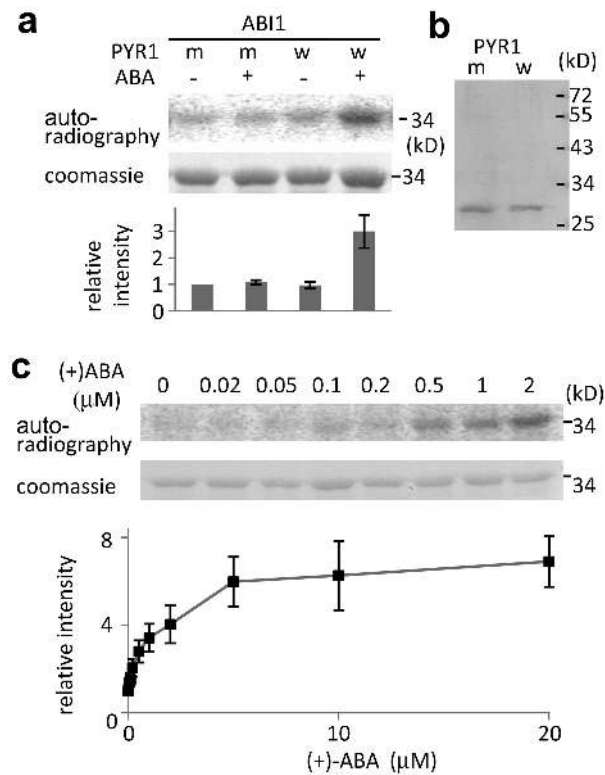 a
ABI1
PYR1 m m w w
ABA - + - +
auto-
radiography
-34
(kD)
coomassie
-34
relative
intensity
3
2
1
0
b
PYR1
m w
(kD)
-72
-55
-43
-34
-25
c
(+)ABA
(μM)
0 0.02 0.05 0.1 0.2 0.5 1 2
(kD)
auto-
radiography
-34
coomassie
-34
relative intensity
8
4
0
0 10 20
(+)-ABA (μM)